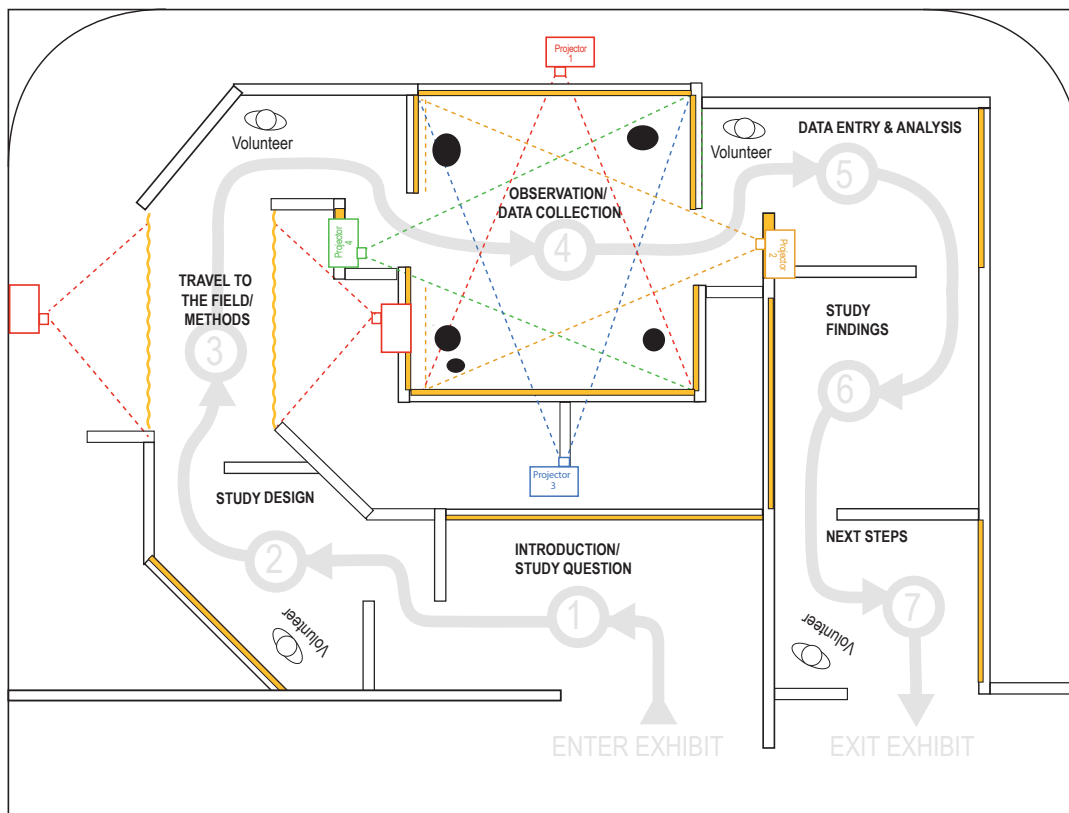 Projector
1
Volunteer
Volunteer
DATA ENTRY & ANALYSIS
5
OBSERVATION/
DATA COLLECTION
4
Projector
4
Projector
2
TRAVEL TO
THE FIELD/
METHODS
3
STUDY
FINDINGS
6
Projector
3
STUDY DESIGN
2
INTRODUCTION/
STUDY QUESTION
1
NEXT STEPS
7
Volunteer
Volunteer
ENTER EXHIBIT
EXIT EXHIBIT